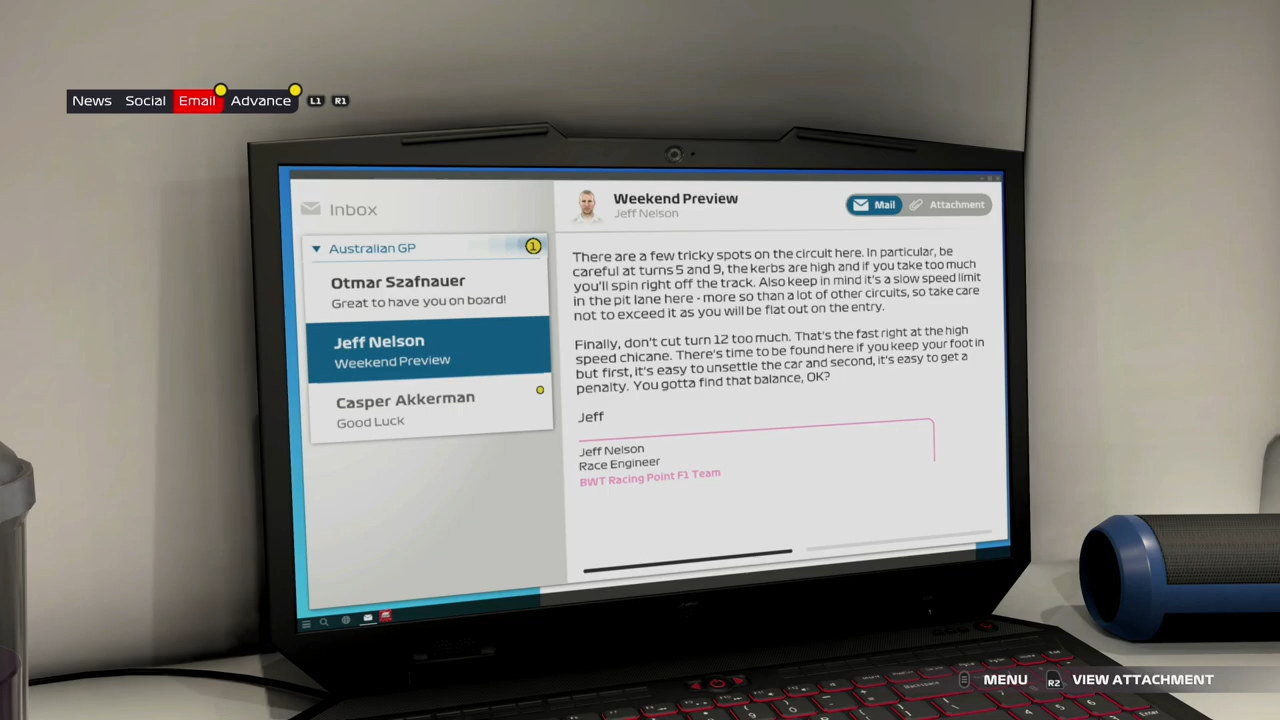 News Social Email Advance L1 R1
Inbox
Australian GP 1
Otmar Szafnauer
Great to have you on board!
Jeff Nelson
Weekend Preview
Casper Akkerman
Good Luck
Weekend Preview
Jeff Nelson
Mail Attachment
There are a few tricky spots on the circuit here. In particular, be
careful at turns 5 and 9, the kerbs are high and if you take too much
you'll spin right off the track. Also keep in mind it's a slow speed limit
in the pit lane here - more so than a lot of other circuits, so take care
not to exceed it as you will be flat out on the entry.
Finally, don't cut turn 12 too much. That's the fast right at the high
speed chicane. There's time to be found here if you keep your foot in
but first, it's easy to unsettle the car and second, it's easy to get a
penalty. You gotta find that balance, OK?
Jeff
Jeff Nelson
Race Engineer
BWT Racing Point F1 Team
MENU R2 VIEW ATTACHMENT